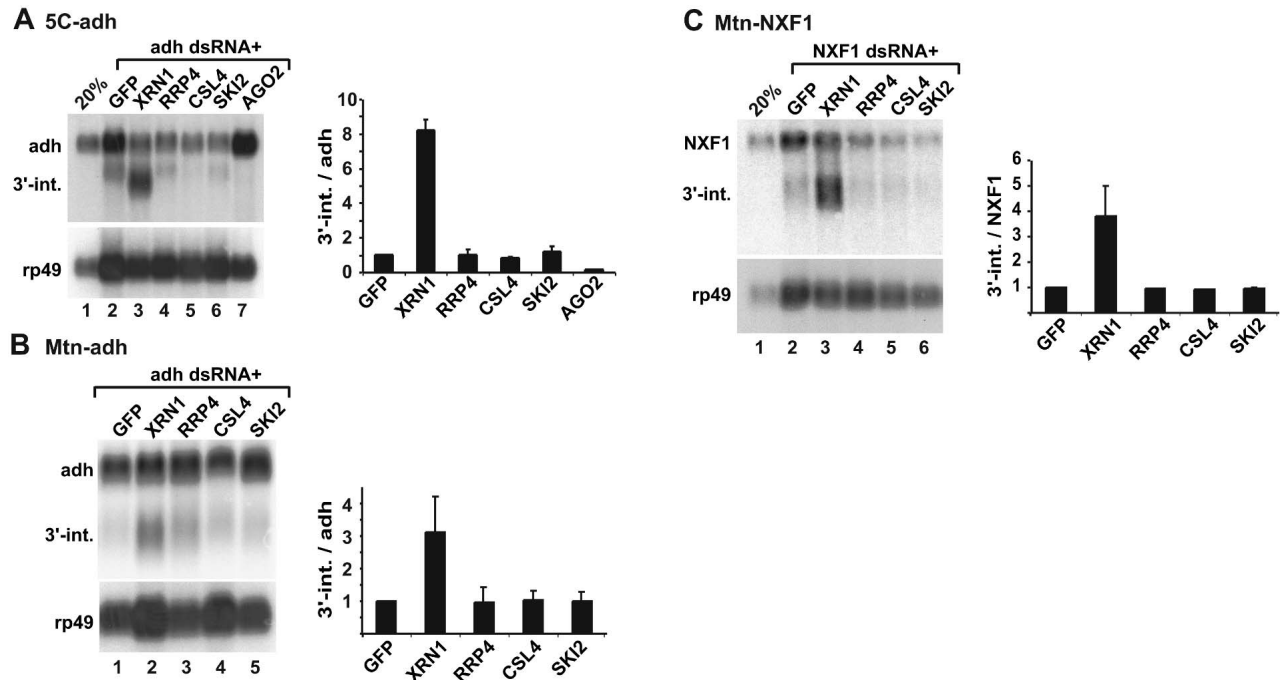 A 5C-adh
adh dsRNA+
20% GFP XRN1 RRP4 CSL4 SKI2 AGO2
adh
3'-int.
rp49
1 2 3 4 5 6 7
3'-int. / adh
10
8
6
4
2
0
GFP XRN1 RRP4 CSL4 SKI2 AGO2
B Mtn-adh
adh dsRNA+
GFP XRN1 RRP4 CSL4 SKI2
adh
3'-int.
rp49
1 2 3 4 5
3'-int. / adh
4
3
2
1
GFP XRN1 RRP4 CSL4 SKI2
C Mtn-NXF1
NXF1 dsRNA+
20% GFP XRN1 RRP4 CSL4 SKI2
NXF1
3'-int.
rp49
1 2 3 4 5 6
3'-int. / NXF1
6
5
4
3
2
1
GFP XRN1 RRP4 CSL4 SKI2